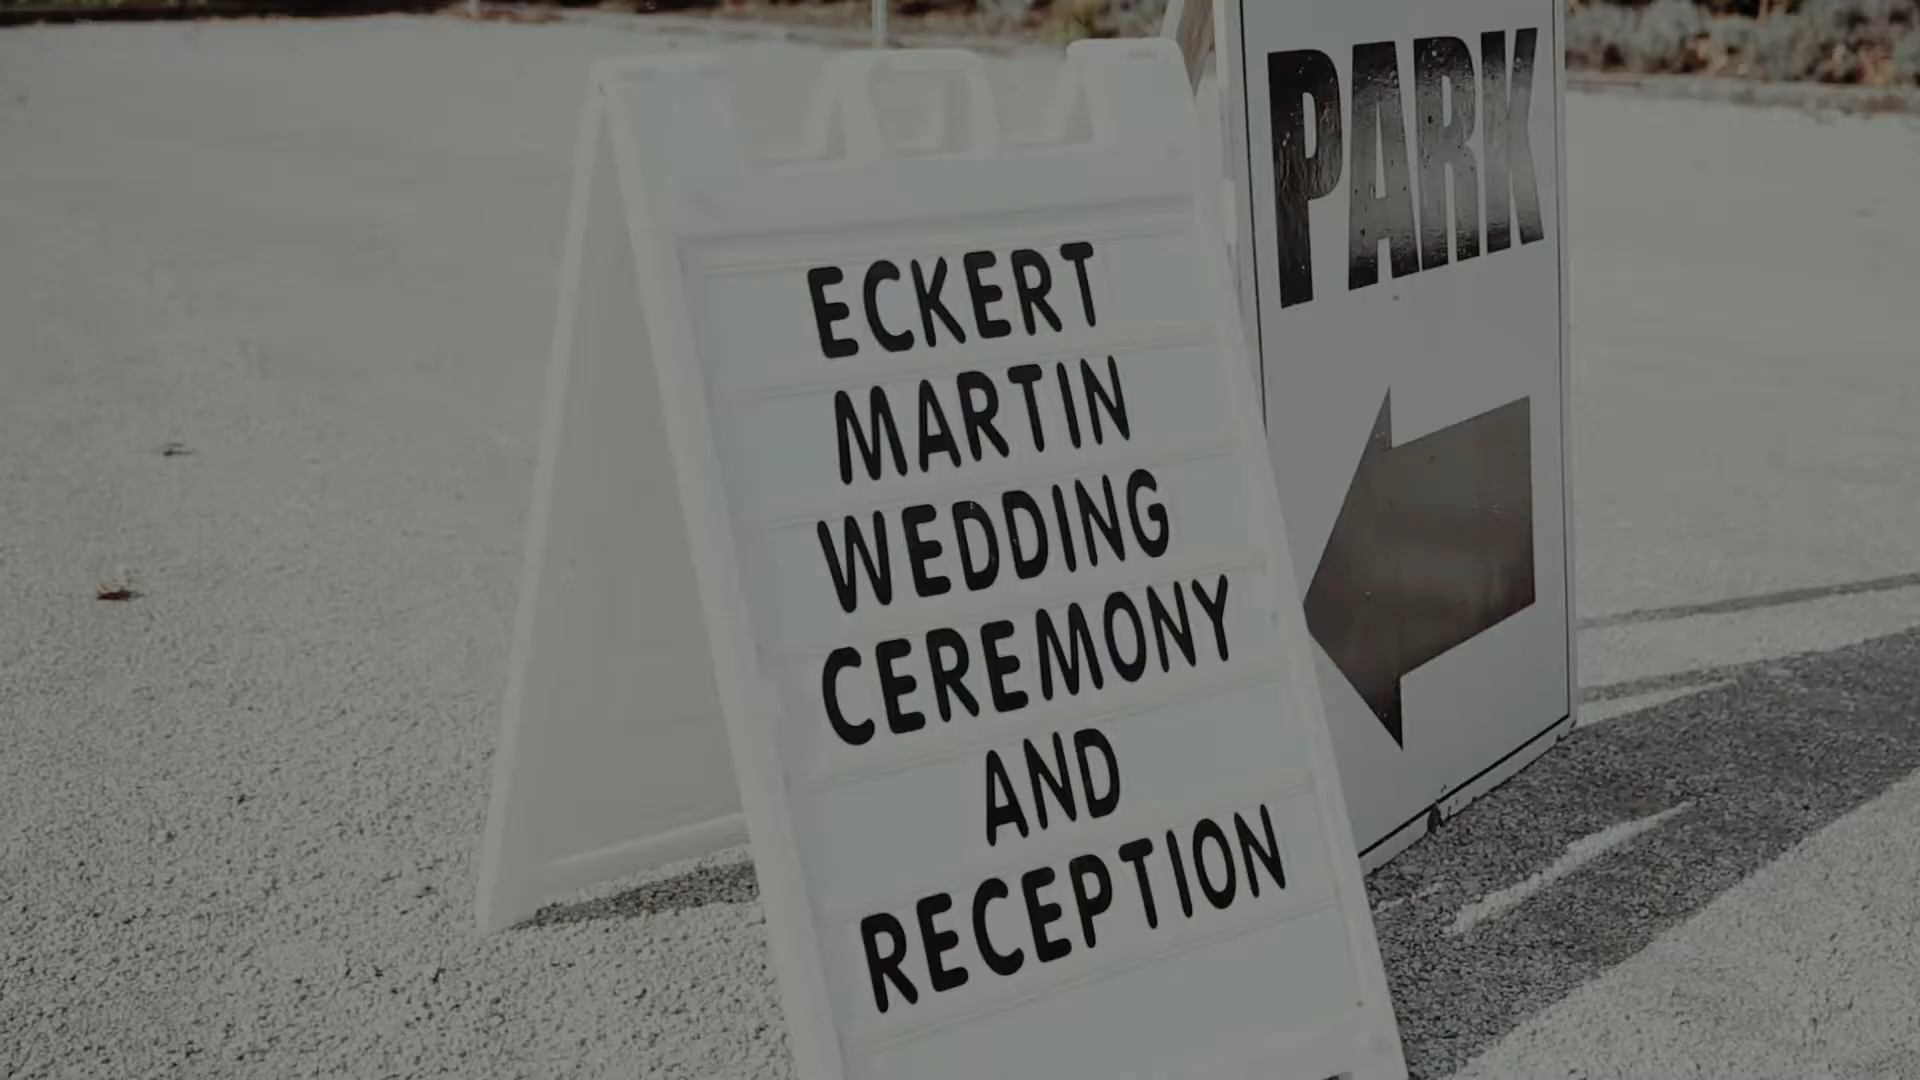 ECKERT
MARTIN
WEDDING
CEREMONY
AND
RECEPTION
PARK